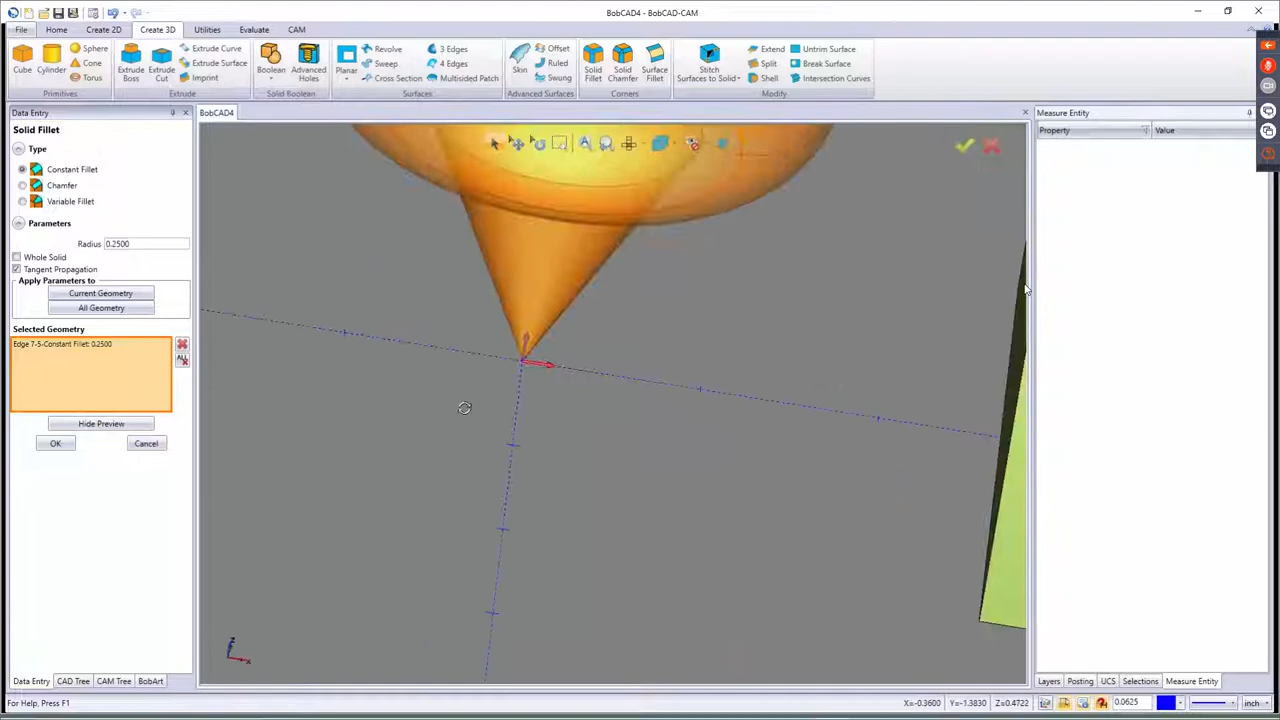 BobCAD4 - BobCAD-CAM
File Home Create 2D Create 3D Utilities Evaluate CAM
Cube Cylinder Sphere Cone Torus Extrude Boss Extrude Cut Extrude Curve Extrude Surface Imprint Boolean Advanced Holes Planar Revolve Sweep Cross Section 3 Edges 4 Edges Multisided Patch Skin Offset Ruled Swung Solid Fillet Solid Chamfer Surface Fillet Stitch Surfaces to Solid Extend Split Shell Untrim Surface Break Surface Intersection Curves
Primitives Extrude Solid Boolean Surfaces Advanced Surfaces Corners Modify
Data Entry
BobCAD4
Measure Entity
Property Value
Solid Fillet
Type
Constant Fillet
Chamfer
Variable Fillet
Parameters
Radius 0.2500
Whole Solid
Tangent Propagation
Apply Parameters to
Current Geometry
All Geometry
Selected Geometry
Edge 7-5-Constant Fillet: 0.2500
ALL
Hide Preview
OK Cancel
Z
X
Data Entry CAD Tree CAM Tree BobArt
Layers Posting UCS Selections Measure Entity
For Help, Press F1
X=-0.3600 Y=-1.3830 Z=0.4722 0.0625 inch